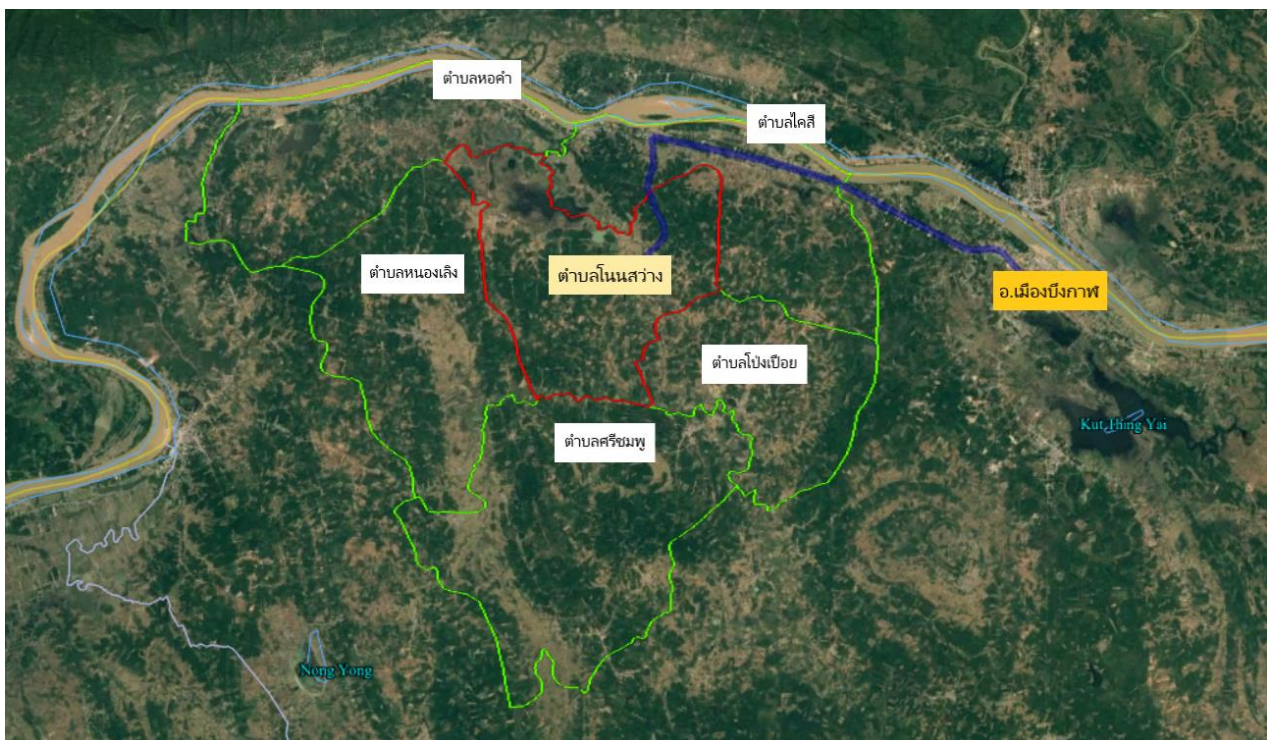 ตำบลหอคำ
ตำบลไคสี
ตำบลหนองเลิง
ตำบลโนนสว่าง
อ.เมืองบึงกาฬ
ตำบลโป่งเปือย
Kut Thing Yai
ตำบลศรีชมพู
Nong Yong